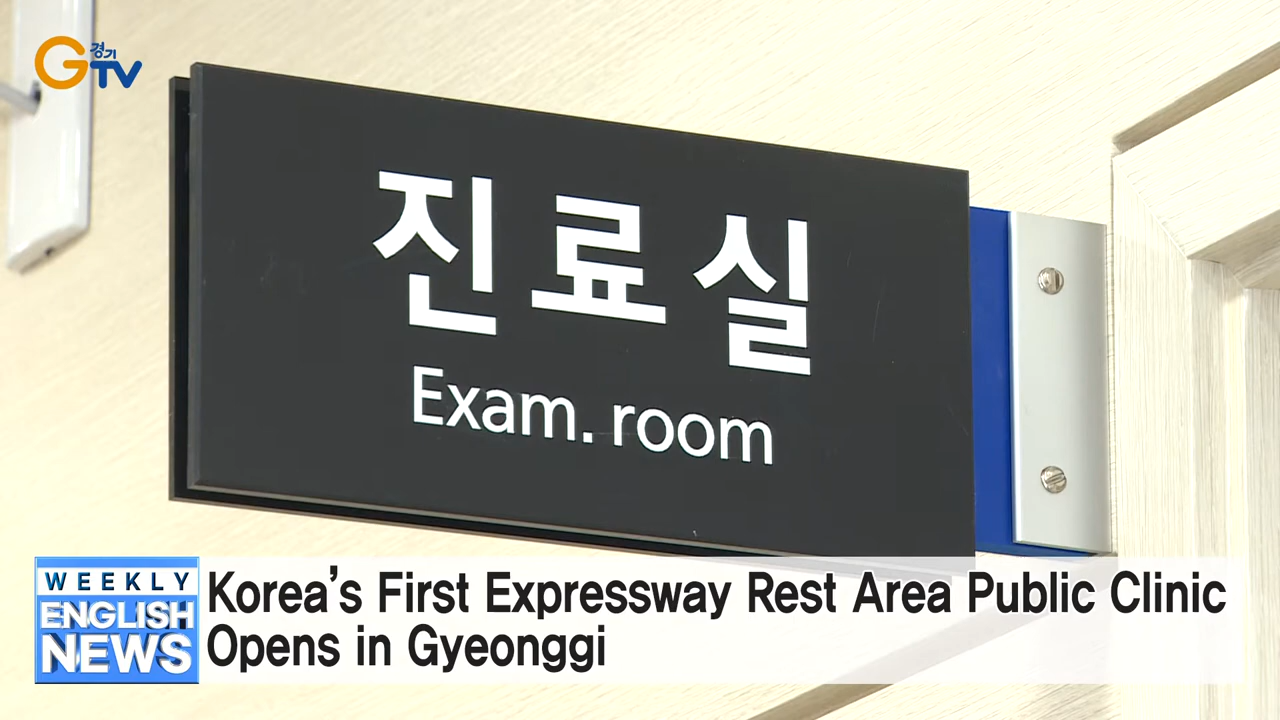 경기
GTV
진료실
Exam. room
WEEKLY
ENGLISH
NEWS
Korea's First Expressway Rest Area Public Clinic
Opens in Gyeonggi